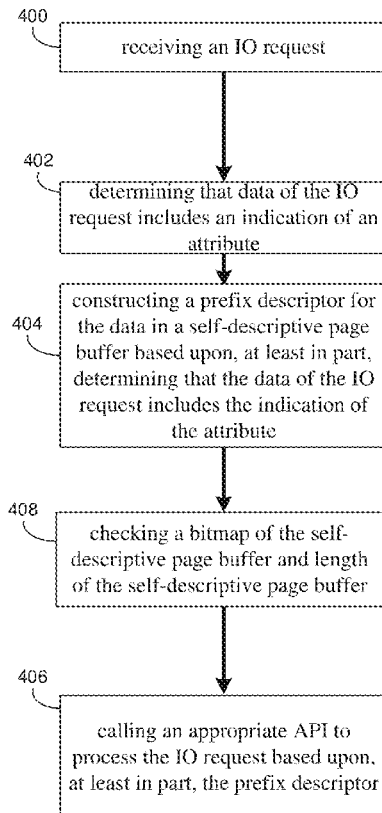 400
receiving an IO request
402
determining that data of the IO
request includes an indication of an
attribute
404
constructing a prefix descriptor for
the data in a self-descriptive page
buffer based upon, at least in part,
determining that the data of the IO
request includes the indication of
the attribute
408
checking a bitmap of the self-
descriptive page buffer and length
of the self-descriptive page buffer
406
calling an appropriate API to
process the IO request based upon,
at least in part, the prefix descriptor